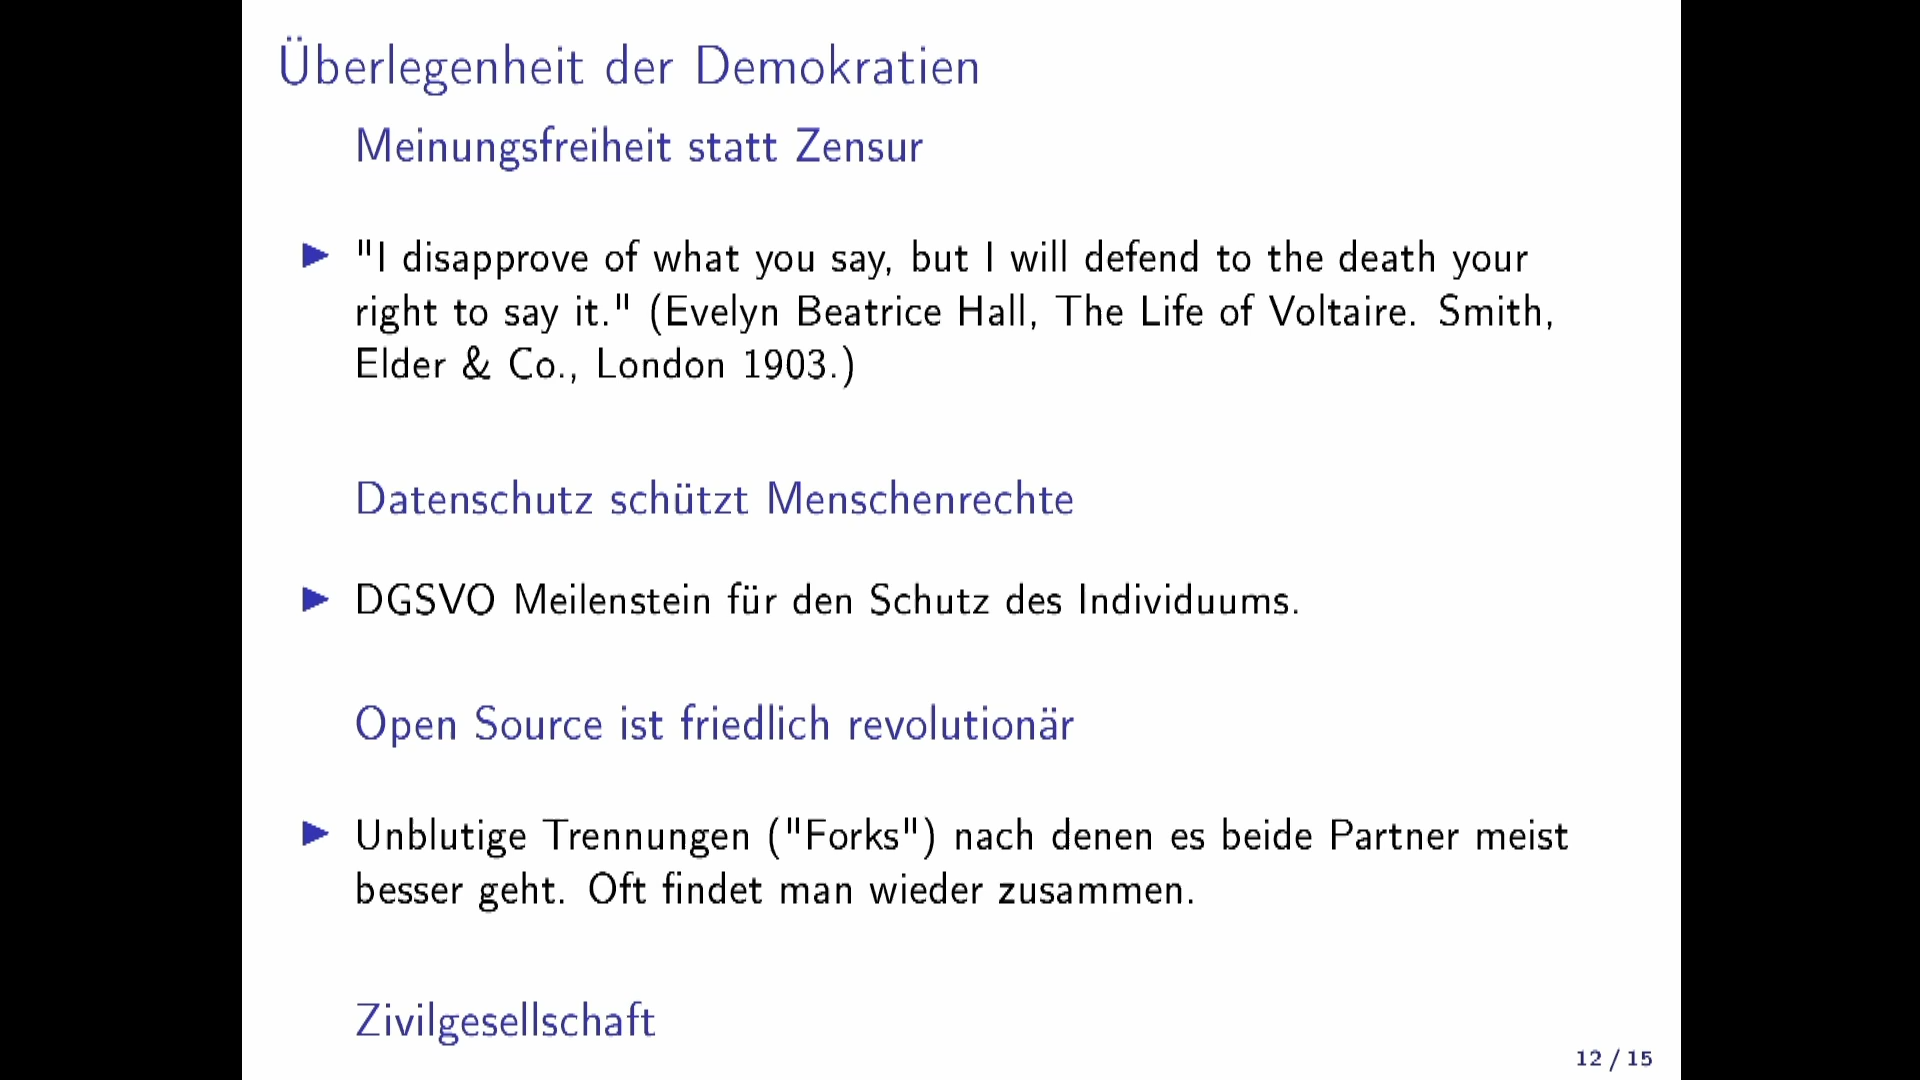 Überlegenheit der Demokratien
Meinungsfreiheit statt Zensur
▶ "I disapprove of what you say, but I will defend to the death your
right to say it." (Evelyn Beatrice Hall, The Life of Voltaire. Smith,
Elder & Co., London 1903.)
Datenschutz schützt Menschenrechte
▶ DGSVO Meilenstein für den Schutz des Individuums.
Open Source ist friedlich revolutionär
▶ Unblutige Trennungen ("Forks") nach denen es beide Partner meist
besser geht. Oft findet man wieder zusammen.
Zivilgesellschaft
12 / 15